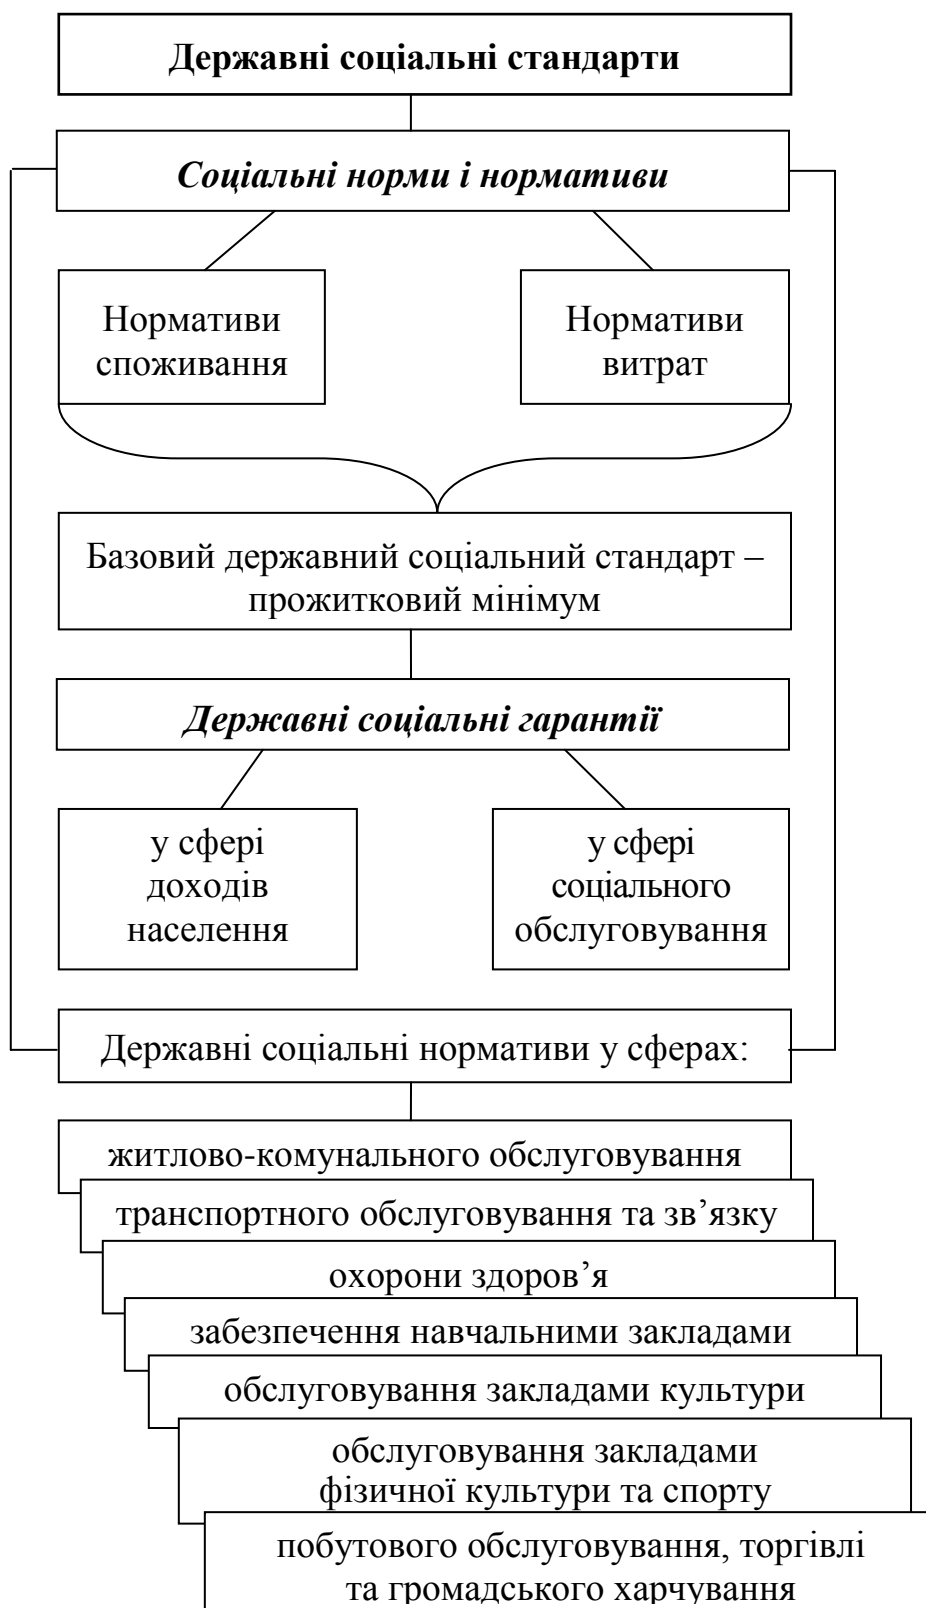 Державні соціальні стандарти
Соціальні норми і нормативи
Нормативи
споживання
Нормативи
витрат
Базовий державний соціальний стандарт –
прожитковий мінімум
Державні соціальні гарантії
у сфері
доходів
населення
у сфері
соціального
обслуговування
Державні соціальні нормативи у сферах:
житлово-комунального обслуговування
транспортного обслуговування та зв’язку
охорони здоров’я
забезпечення навчальними закладами
обслуговування закладами культури
обслуговування закладами
фізичної культури та спорту
побутового обслуговування, торгівлі
та громадського харчування